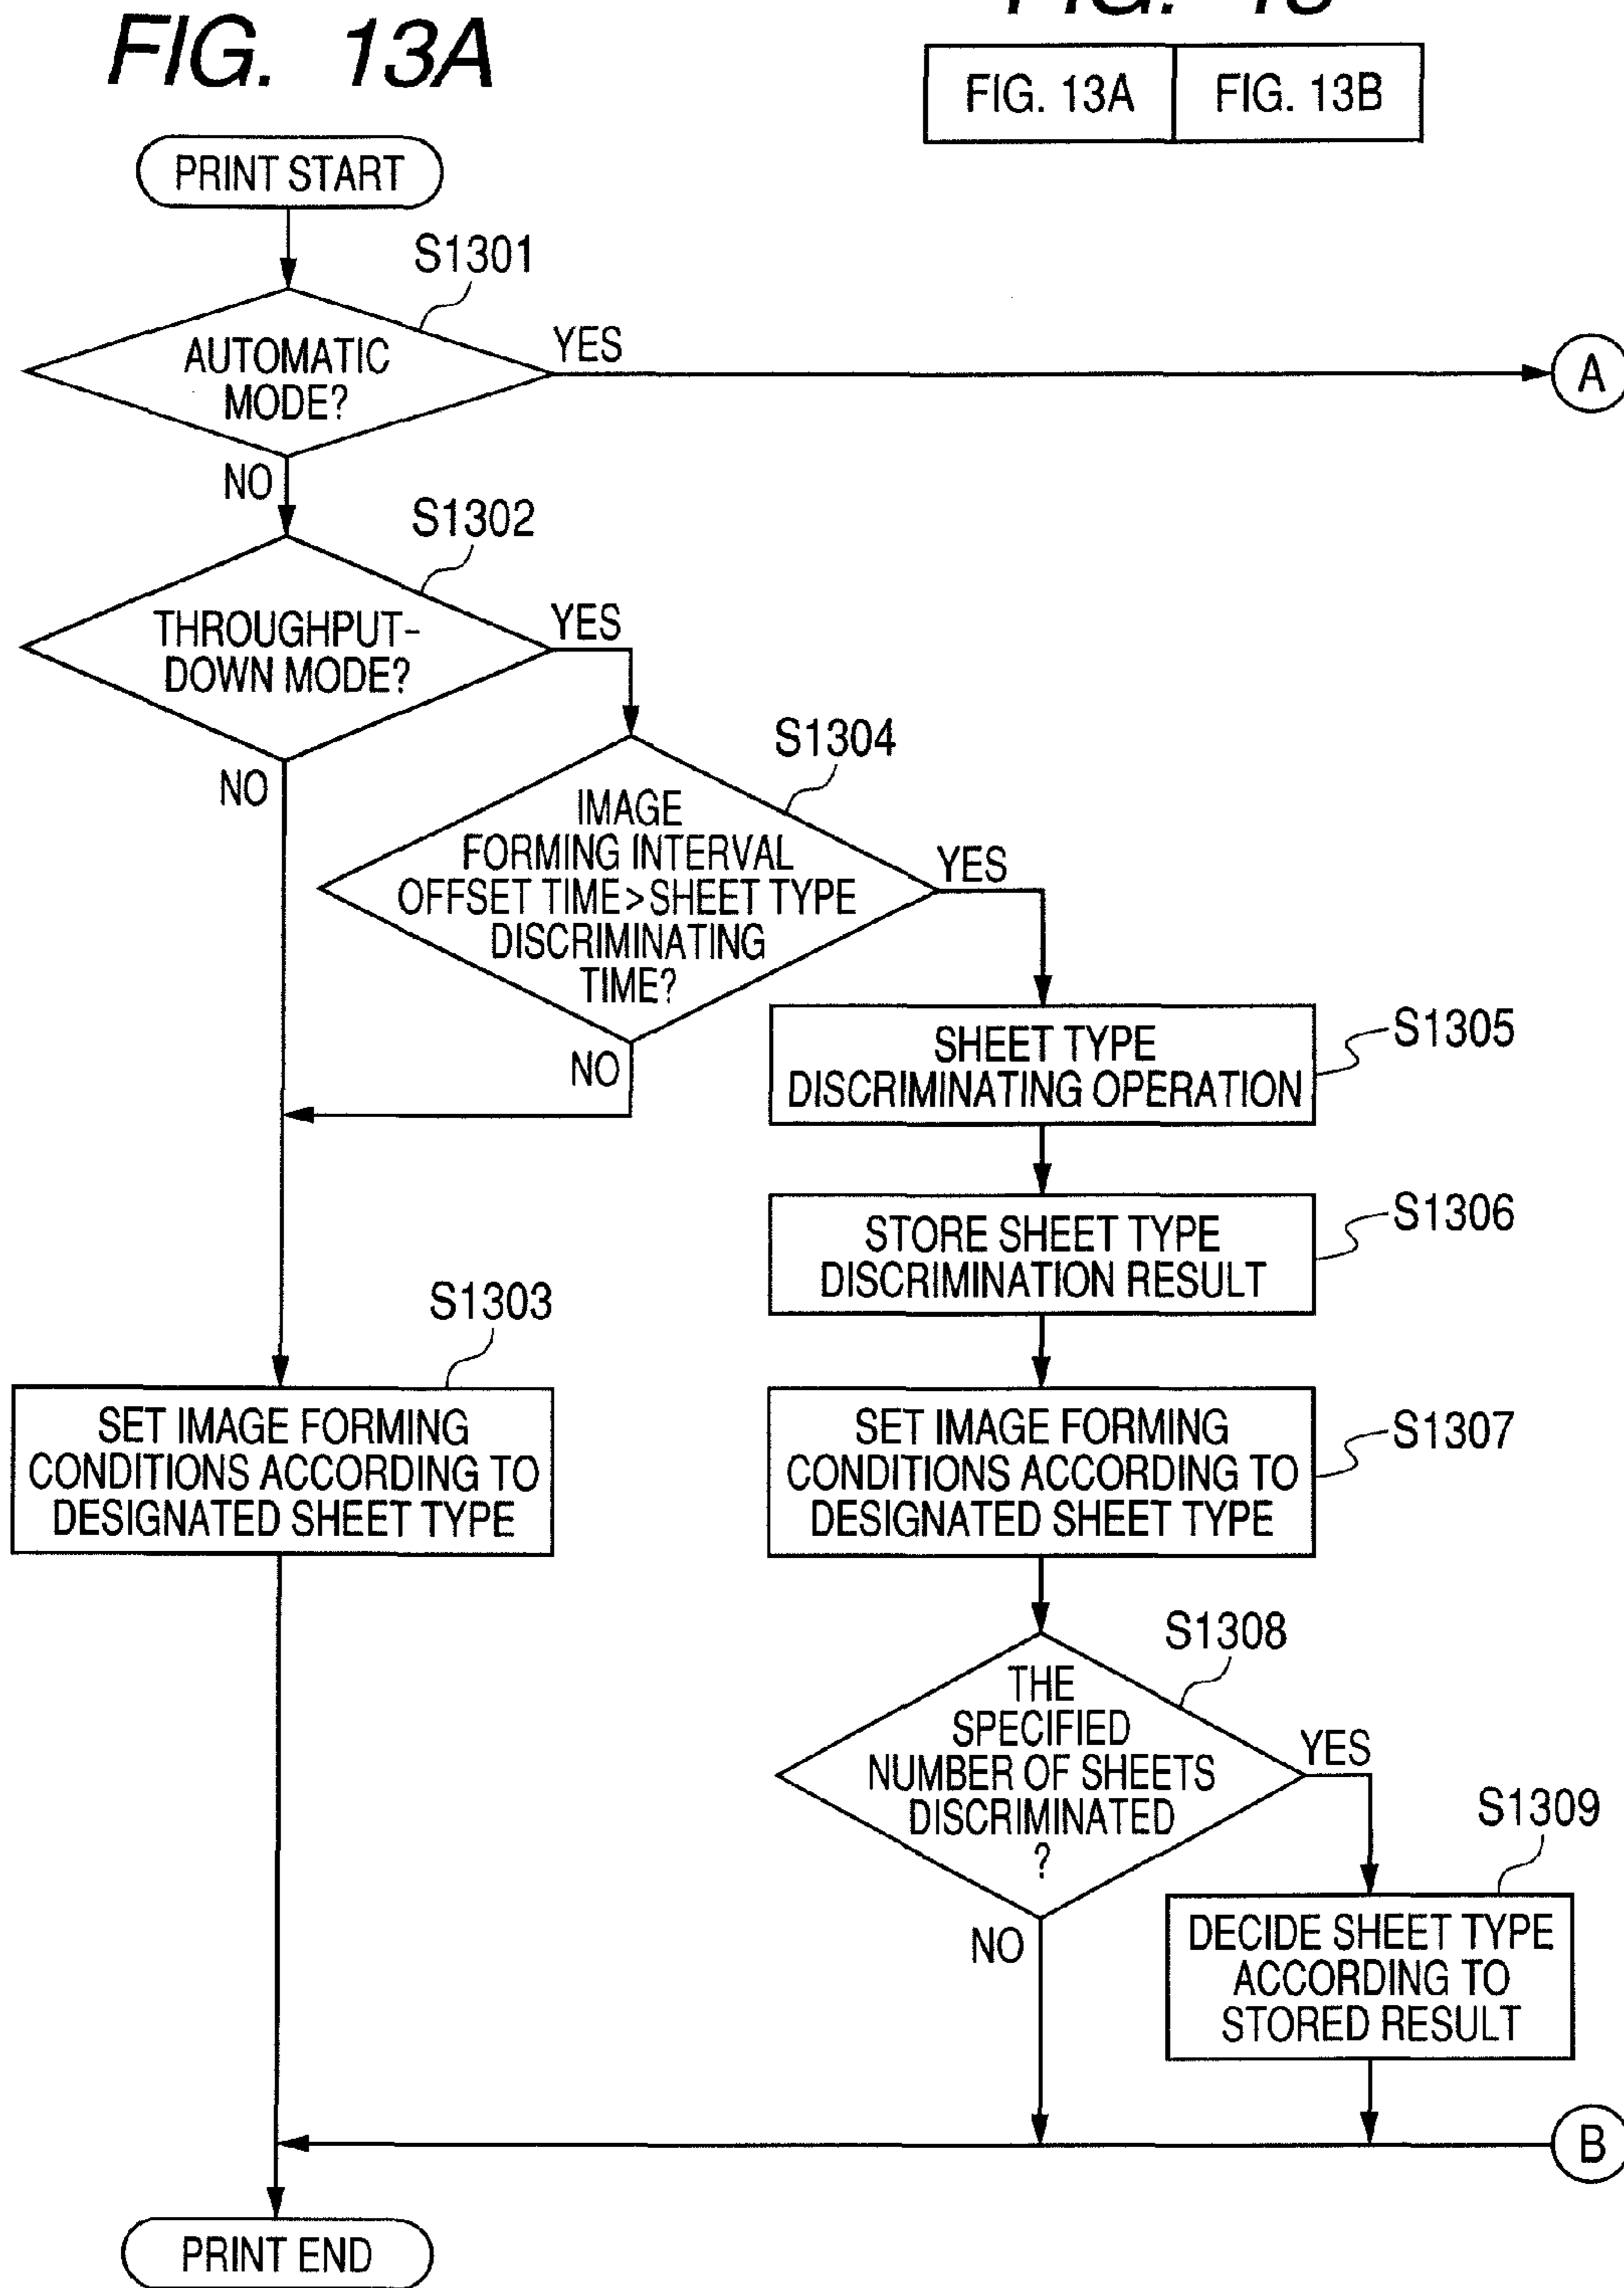 FIG. 13A
FIG. 13
FIG. 13A
FIG. 13B
PRINT START
S1301
AUTOMATIC
MODE?
YES
A
NO
S1302
THROUGHPUT-
DOWN MODE?
YES
NO
S1304
IMAGE
FORMING INTERVAL
OFFSET TIME>SHEET TYPE
DISCRIMINATING
TIME?
YES
NO
SHEET TYPE
DISCRIMINATING OPERATION
S1305
STORE SHEET TYPE
DISCRIMINATION RESULT
S1306
S1303
SET IMAGE FORMING
CONDITIONS ACCORDING TO
DESIGNATED SHEET TYPE
SET IMAGE FORMING
CONDITIONS ACCORDING TO
DESIGNATED SHEET TYPE
S1307
S1308
THE
SPECIFIED
NUMBER OF SHEETS
DISCRIMINATED
?
YES
NO
S1309
DECIDE SHEET TYPE
ACCORDING TO
STORED RESULT
B
PRINT END